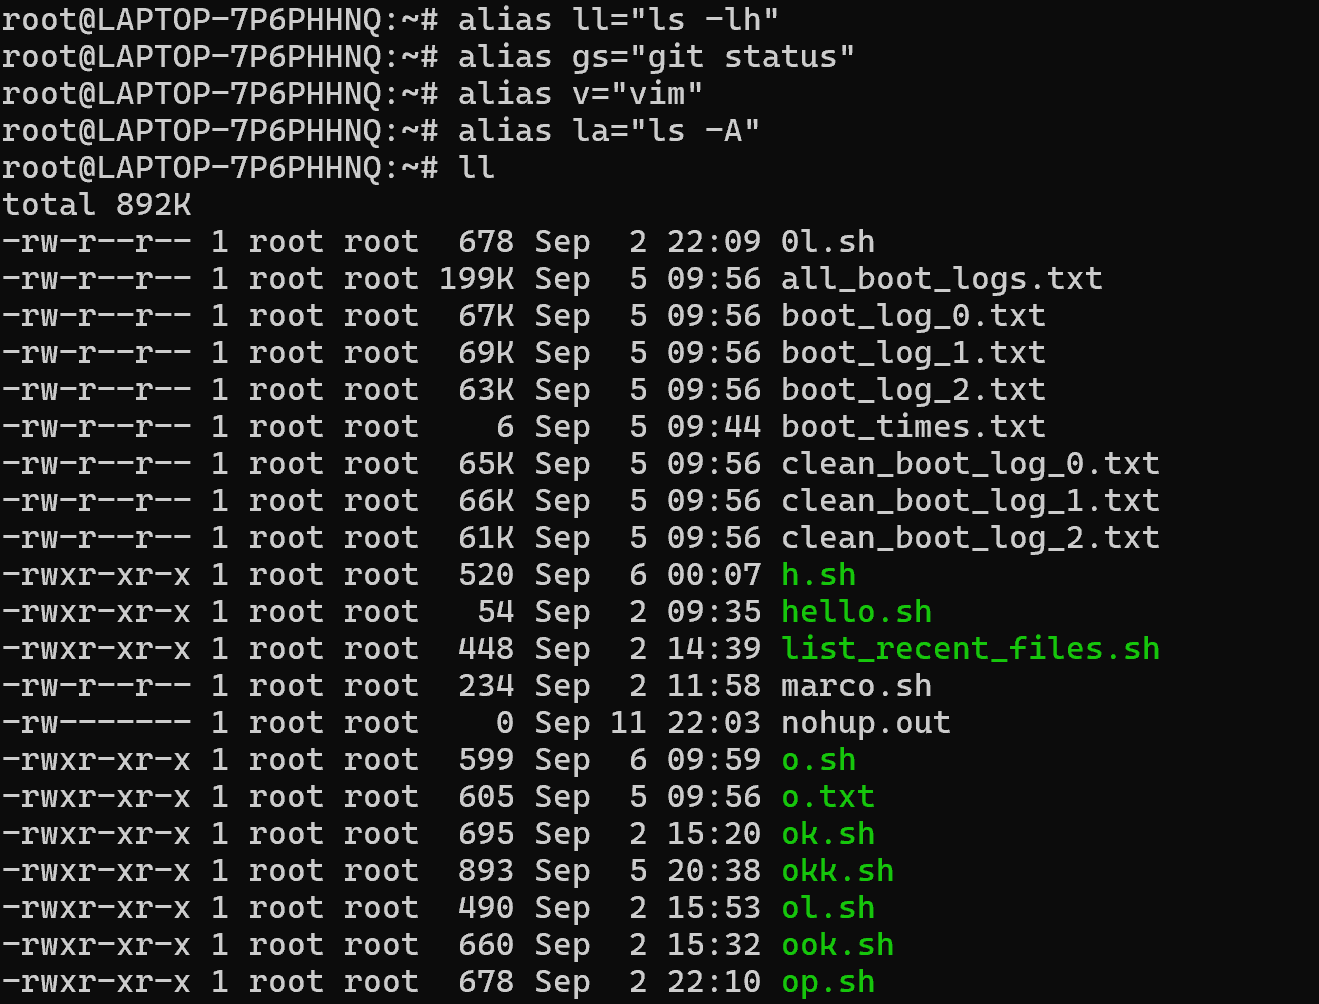 root@LAPTOP-7P6PHHNQ:~# alias ll="ls -lh"
root@LAPTOP-7P6PHHNQ:~# alias gs="git status"
root@LAPTOP-7P6PHHNQ:~# alias v="vim"
root@LAPTOP-7P6PHHNQ:~# alias la="ls -A"
root@LAPTOP-7P6PHHNQ:~# ll
total 892K
-rw-r--r-- 1 root root  678 Sep  2 22:09 0l.sh
-rw-r--r-- 1 root root 199K Sep  5 09:56 all_boot_logs.txt
-rw-r--r-- 1 root root  67K Sep  5 09:56 boot_log_0.txt
-rw-r--r-- 1 root root  69K Sep  5 09:56 boot_log_1.txt
-rw-r--r-- 1 root root  63K Sep  5 09:56 boot_log_2.txt
-rw-r--r-- 1 root root    6 Sep  5 09:44 boot_times.txt
-rw-r--r-- 1 root root  65K Sep  5 09:56 clean_boot_log_0.txt
-rw-r--r-- 1 root root  66K Sep  5 09:56 clean_boot_log_1.txt
-rw-r--r-- 1 root root  61K Sep  5 09:56 clean_boot_log_2.txt
-rwxr-xr-x 1 root root  520 Sep  6 00:07 h.sh
-rwxr-xr-x 1 root root   54 Sep  2 09:35 hello.sh
-rwxr-xr-x 1 root root  448 Sep  2 14:39 list_recent_files.sh
-rw-r--r-- 1 root root  234 Sep  2 11:58 marco.sh
-rw------- 1 root root    0 Sep 11 22:03 nohup.out
-rwxr-xr-x 1 root root  599 Sep  6 09:59 o.sh
-rwxr-xr-x 1 root root  605 Sep  5 09:56 o.txt
-rwxr-xr-x 1 root root  695 Sep  2 15:20 ok.sh
-rwxr-xr-x 1 root root  893 Sep  5 20:38 okk.sh
-rwxr-xr-x 1 root root  490 Sep  2 15:53 ol.sh
-rwxr-xr-x 1 root root  660 Sep  2 15:32 ook.sh
-rwxr-xr-x 1 root root  678 Sep  2 22:10 op.sh